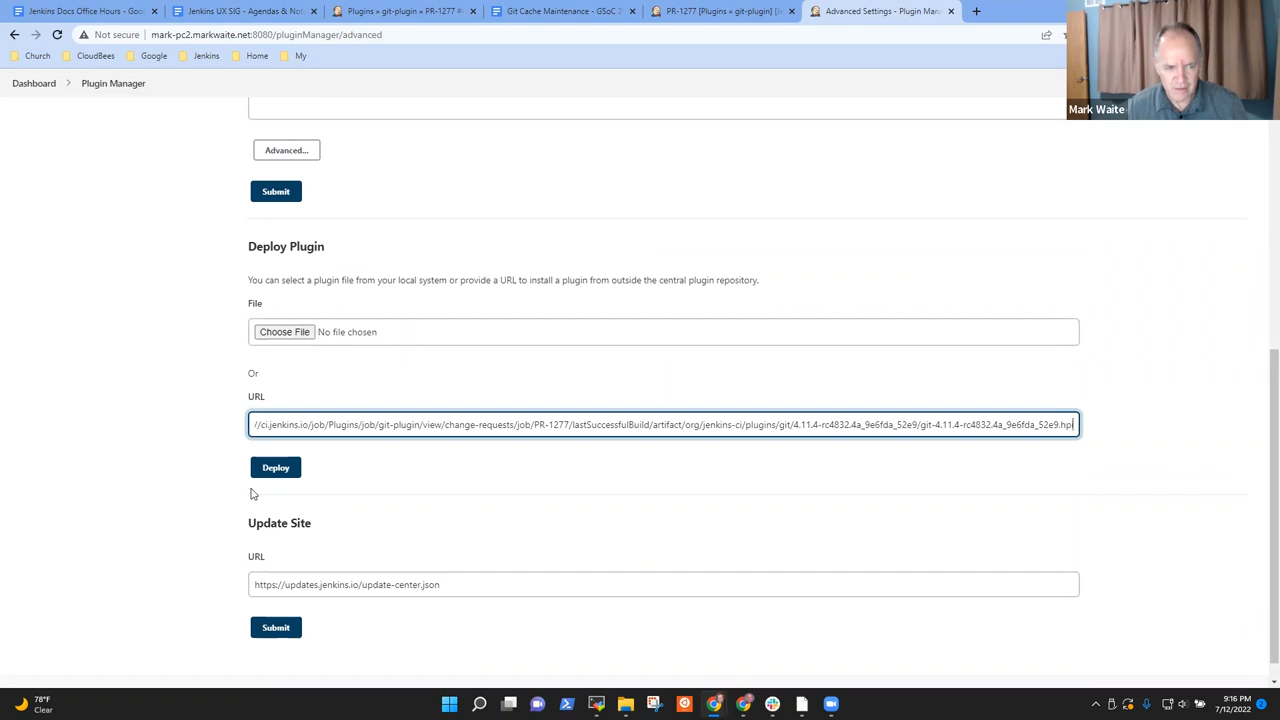 Jenkins Docs Office Hours - Goo
Jenkins UX SIG - Agendas & Note
Plugins » git-plugin » PR-1277 #
Git Cache Maintenance - GSoC 2
PR-1277 [Plugins » git-plugin] -
Advanced Settings - Plugin Man
Not secure mark-pc2.markwaite.net:8080/pluginManager/advanced
Church CloudBees Google Jenkins Home My
Dashboard Plugin Manager
Mark Waite
Advanced...
Submit
Deploy Plugin
You can select a plugin file from your local system or provide a URL to install a plugin from outside the central plugin repository.
File
Choose File No file chosen
Or
URL
//ci.jenkins.io/job/Plugins/job/git-plugin/view/change-requests/job/PR-1277/lastSuccessfulBuild/artifact/org/jenkins-ci/plugins/git/4.11.4-rc4832.4a_9e6fda_52e9/git-4.11.4-rc4832.4a_9e6fda_52e9.hpi
Deploy
Update Site
URL
https://updates.jenkins.io/update-center.json
Submit
78°F
Clear
9:16 PM
7/12/2022
2